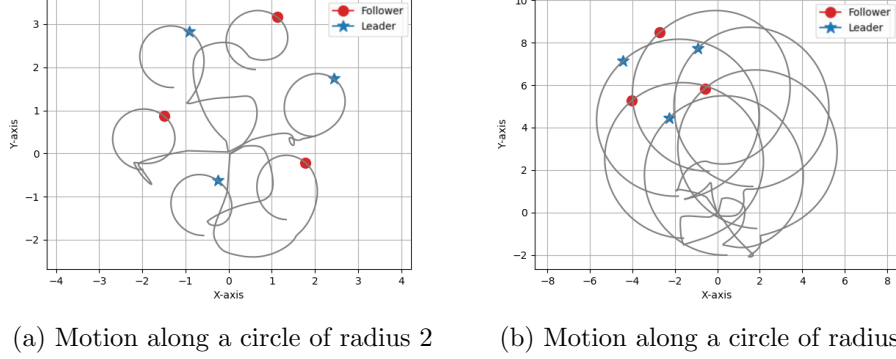 Follower
Leader
3
2
1
0
−1
−2
Y-axis
−4 −3 −2 −1 0 1 2 3 4
X-axis
(a) Motion along a circle of radius 2
Follower
Leader
10
8
6
4
2
0
−2
Y-axis
−8 −6 −4 −2 0 2 4 6 8
X-axis
(b) Motion along a circle of radius